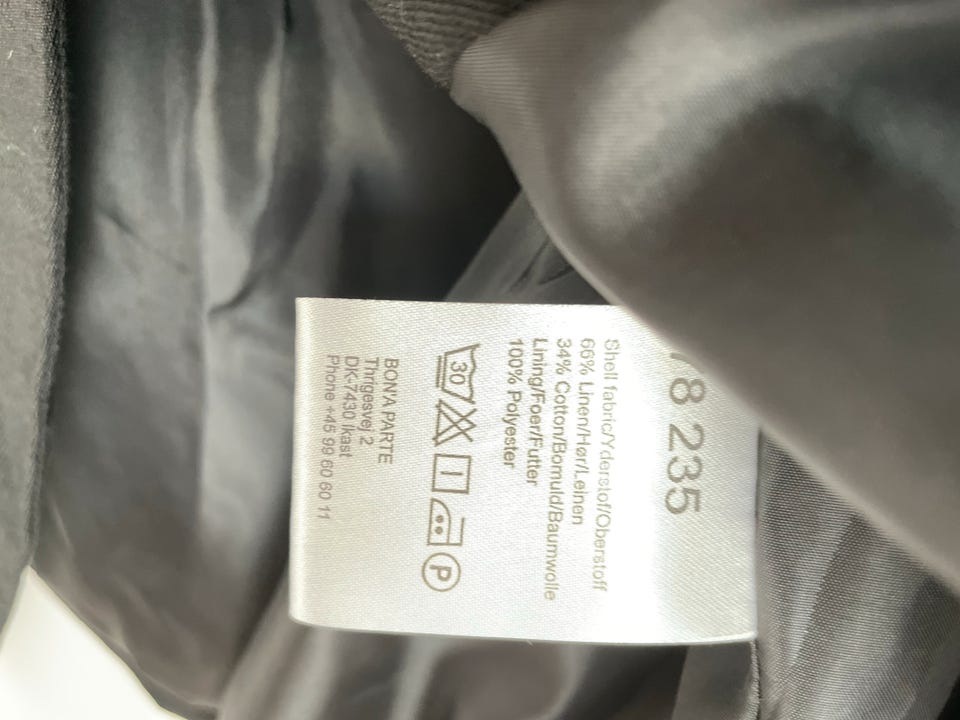 78 235
Shell fabric/Yderstof/Oberstoff
66% Linen/Hør/Leinen
34% Cotton/Bomuld/Baumwolle
Lining/Foer/Futter
100% Polyester
30
P
BON'A PARTE
Thrigesvej 2
DK-7430 Ikast
Phone +45 99 60 60 11